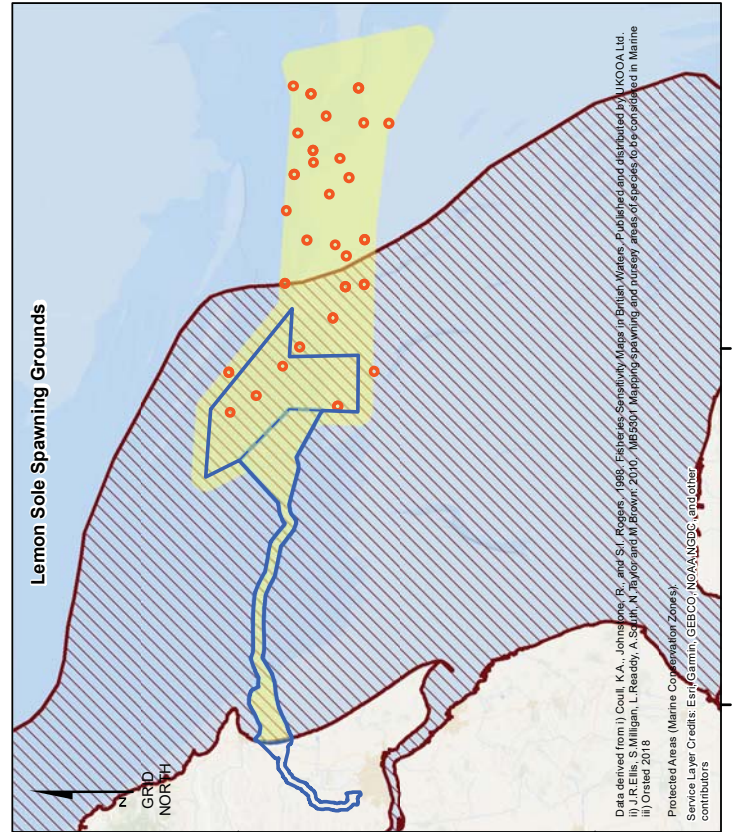 Lemon Sole Spawning Grounds
N
GRID
NORTH
Data derived from i) Coull, K.A., Johnstone, R., and S.I. Rogers. 1998. Fisheries Sensitivity Maps in British Waters. Published and distributed by UKOOA Ltd.
ii) J.R.Ellis, S.Milligan, L.Readdy, A.South, N.Taylor and M.Brown. 2010. MB5301 Mapping spawning and nursery areas of species to be considered in Marine
iii) Orsted 2018
Protected Areas (Marine Conservation Zones).
Service Layer Credits: Esri, Garmin, GEBCO, NOAA NGDC, and other
contributors